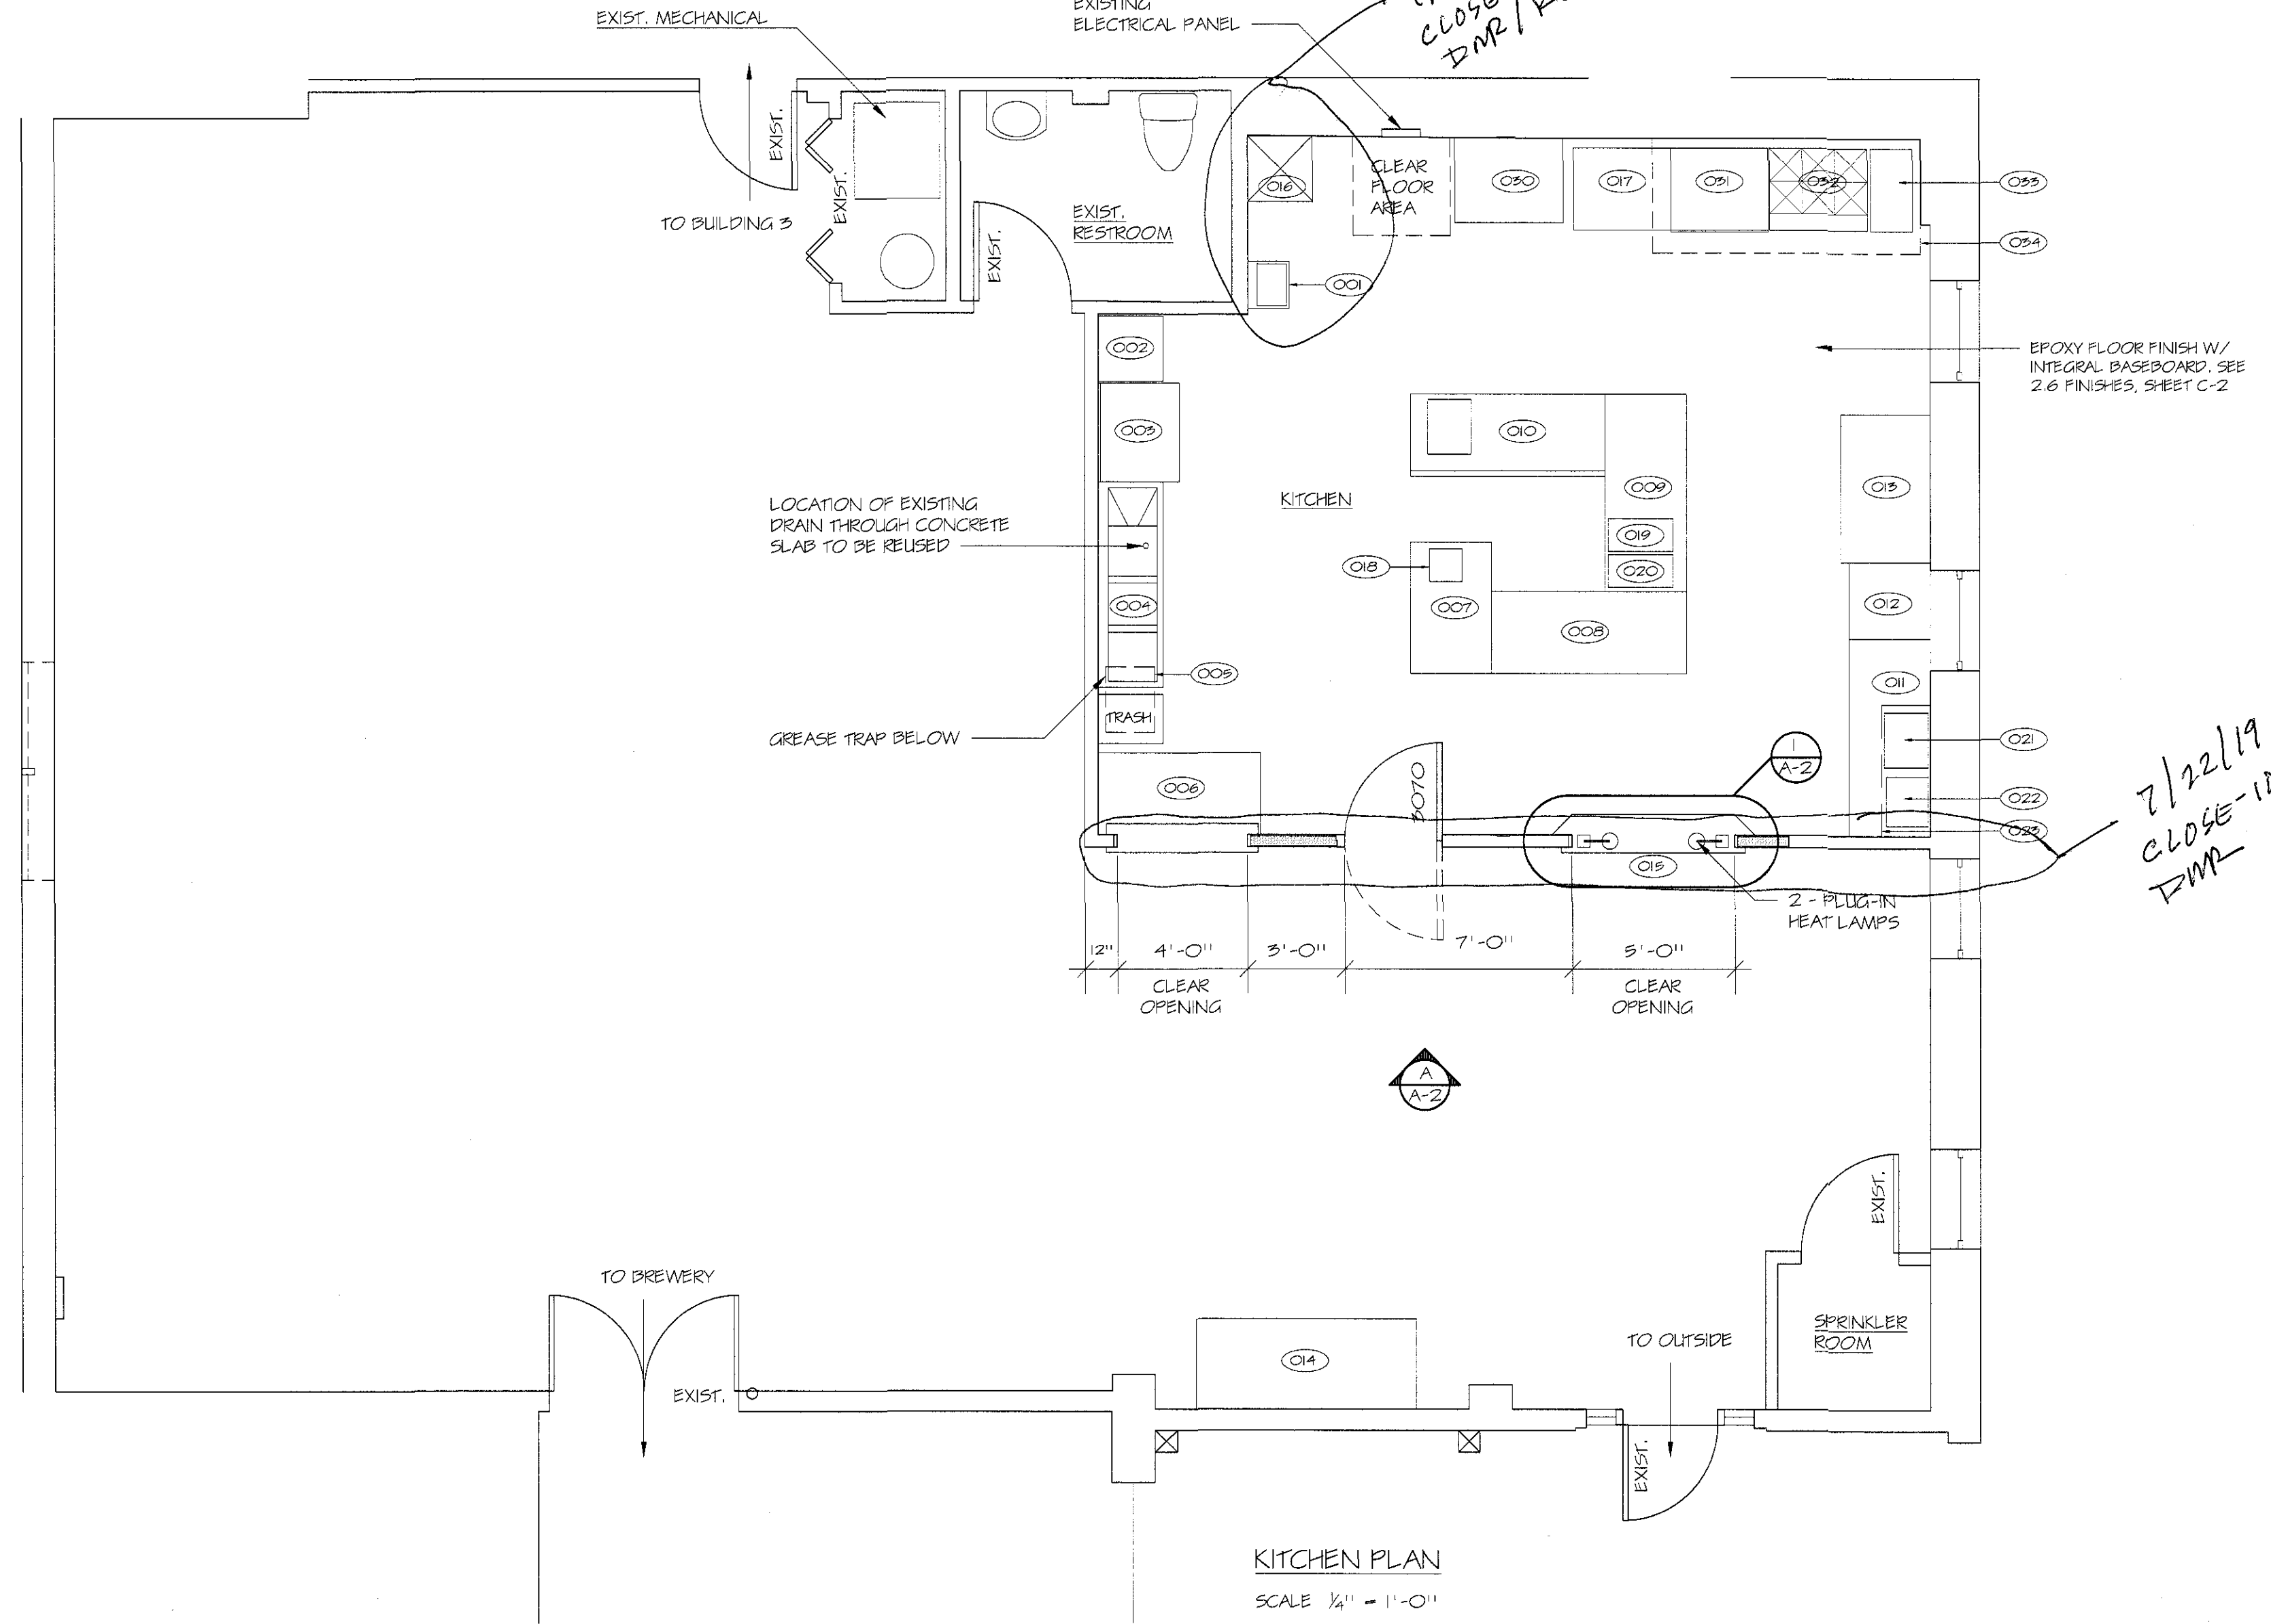 EXIST. MECHANICAL
EXISTING
ELECTRICAL PANEL
CLOSE
DMR/
EXIST.
EXIST.
TO BUILDING 3
EXIST.
RESTROOM
EXIST.
016
CLEAR
FLOOR
AREA
030
017
031
032
033
034
001
002
EPOXY FLOOR FINISH W/
INTEGRAL BASEBOARD. SEE
2.6 FINISHES, SHEET C-2
003
010
LOCATION OF EXISTING
DRAIN THROUGH CONCRETE
SLAB TO BE REUSED
KITCHEN
009
013
019
018
020
004
007
012
008
005
011
TRASH
GREASE TRAP BELOW
021
006
3070
1
A-2
022
023
7/22/19
CLOSE-
DMR
015
2 - PLUG-IN
HEAT LAMPS
12"
4'-0"
3'-0"
7'-0"
5'-0"
CLEAR
OPENING
CLEAR
OPENING
A
A-2
EXIST.
TO BREWERY
SPRINKLER
ROOM
TO OUTSIDE
014
EXIST.
EXIST.
KITCHEN PLAN
SCALE 1/4" = 1'-0"